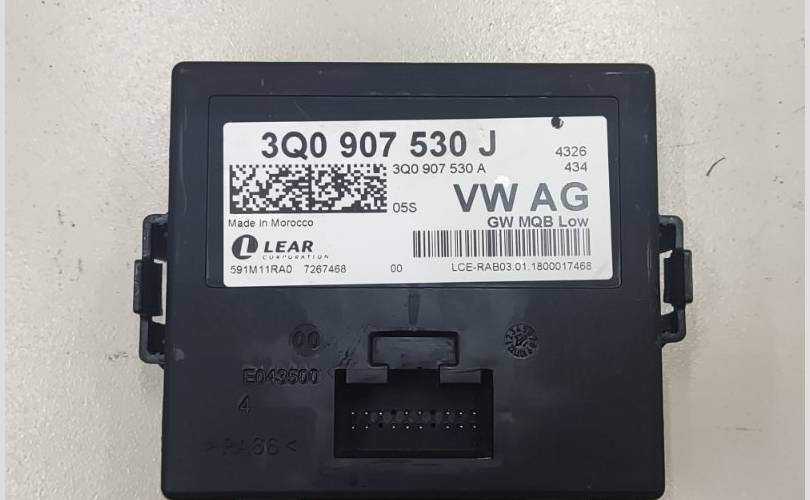 3Q0 907 530 J
4326
3Q0 907 530 A
434
05S
VW AG
Made in Morocco
GW MQB Low
LEAR
CORPORATION
591M11RA0 7267468 00 LCE-RAB03.01.1800017468
00
E043500
4
>PA66<